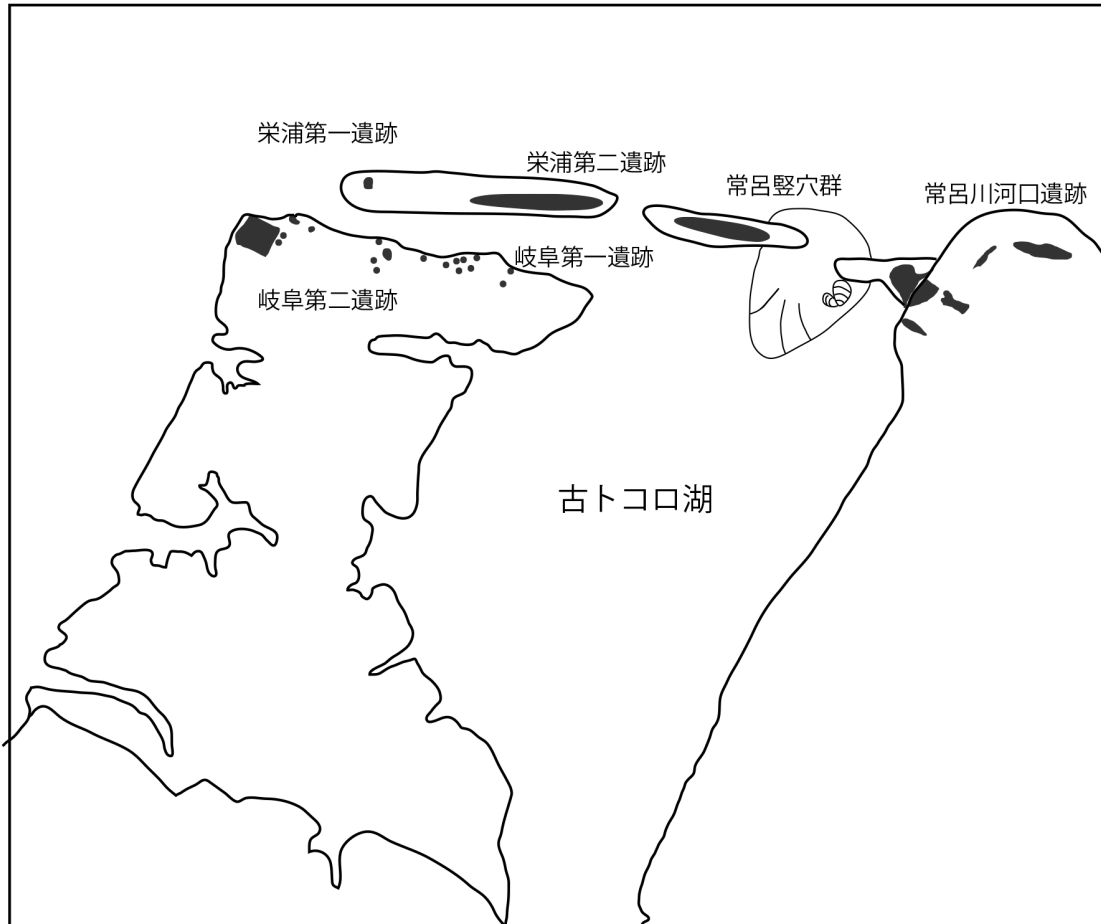 栄浦第一遺跡
栄浦第二遺跡
常呂竪穴群
常呂川河口遺跡
岐阜第一遺跡
岐阜第二遺跡
古トコロ湖